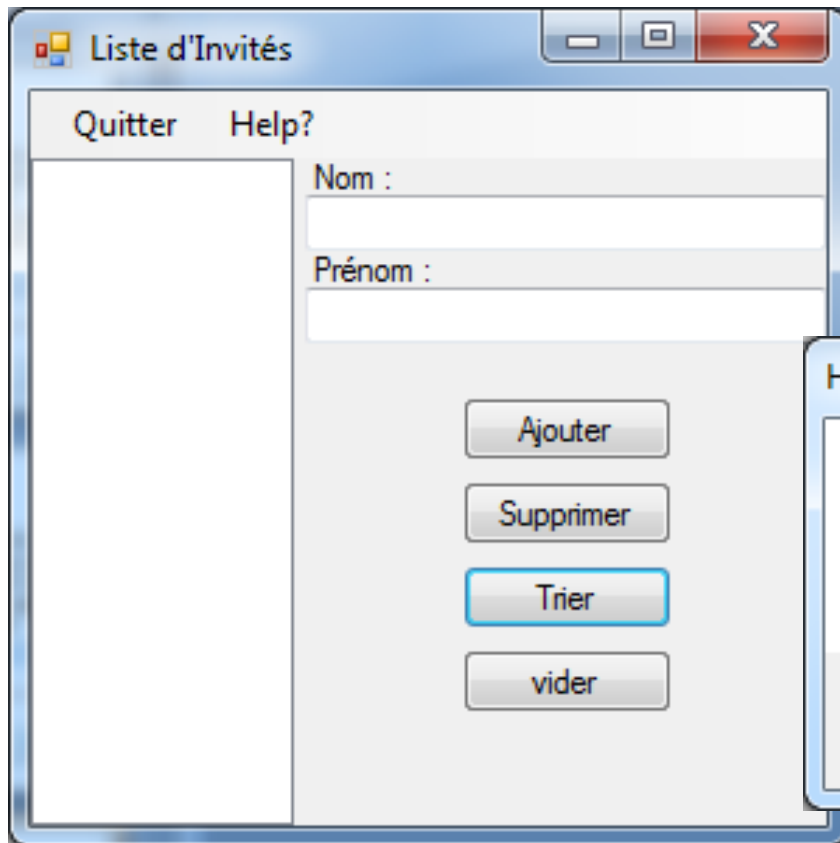 Liste d'Invités
Quitter Help?
Nom :
Prénom :
Ajouter
Supprimer
Trier
vider